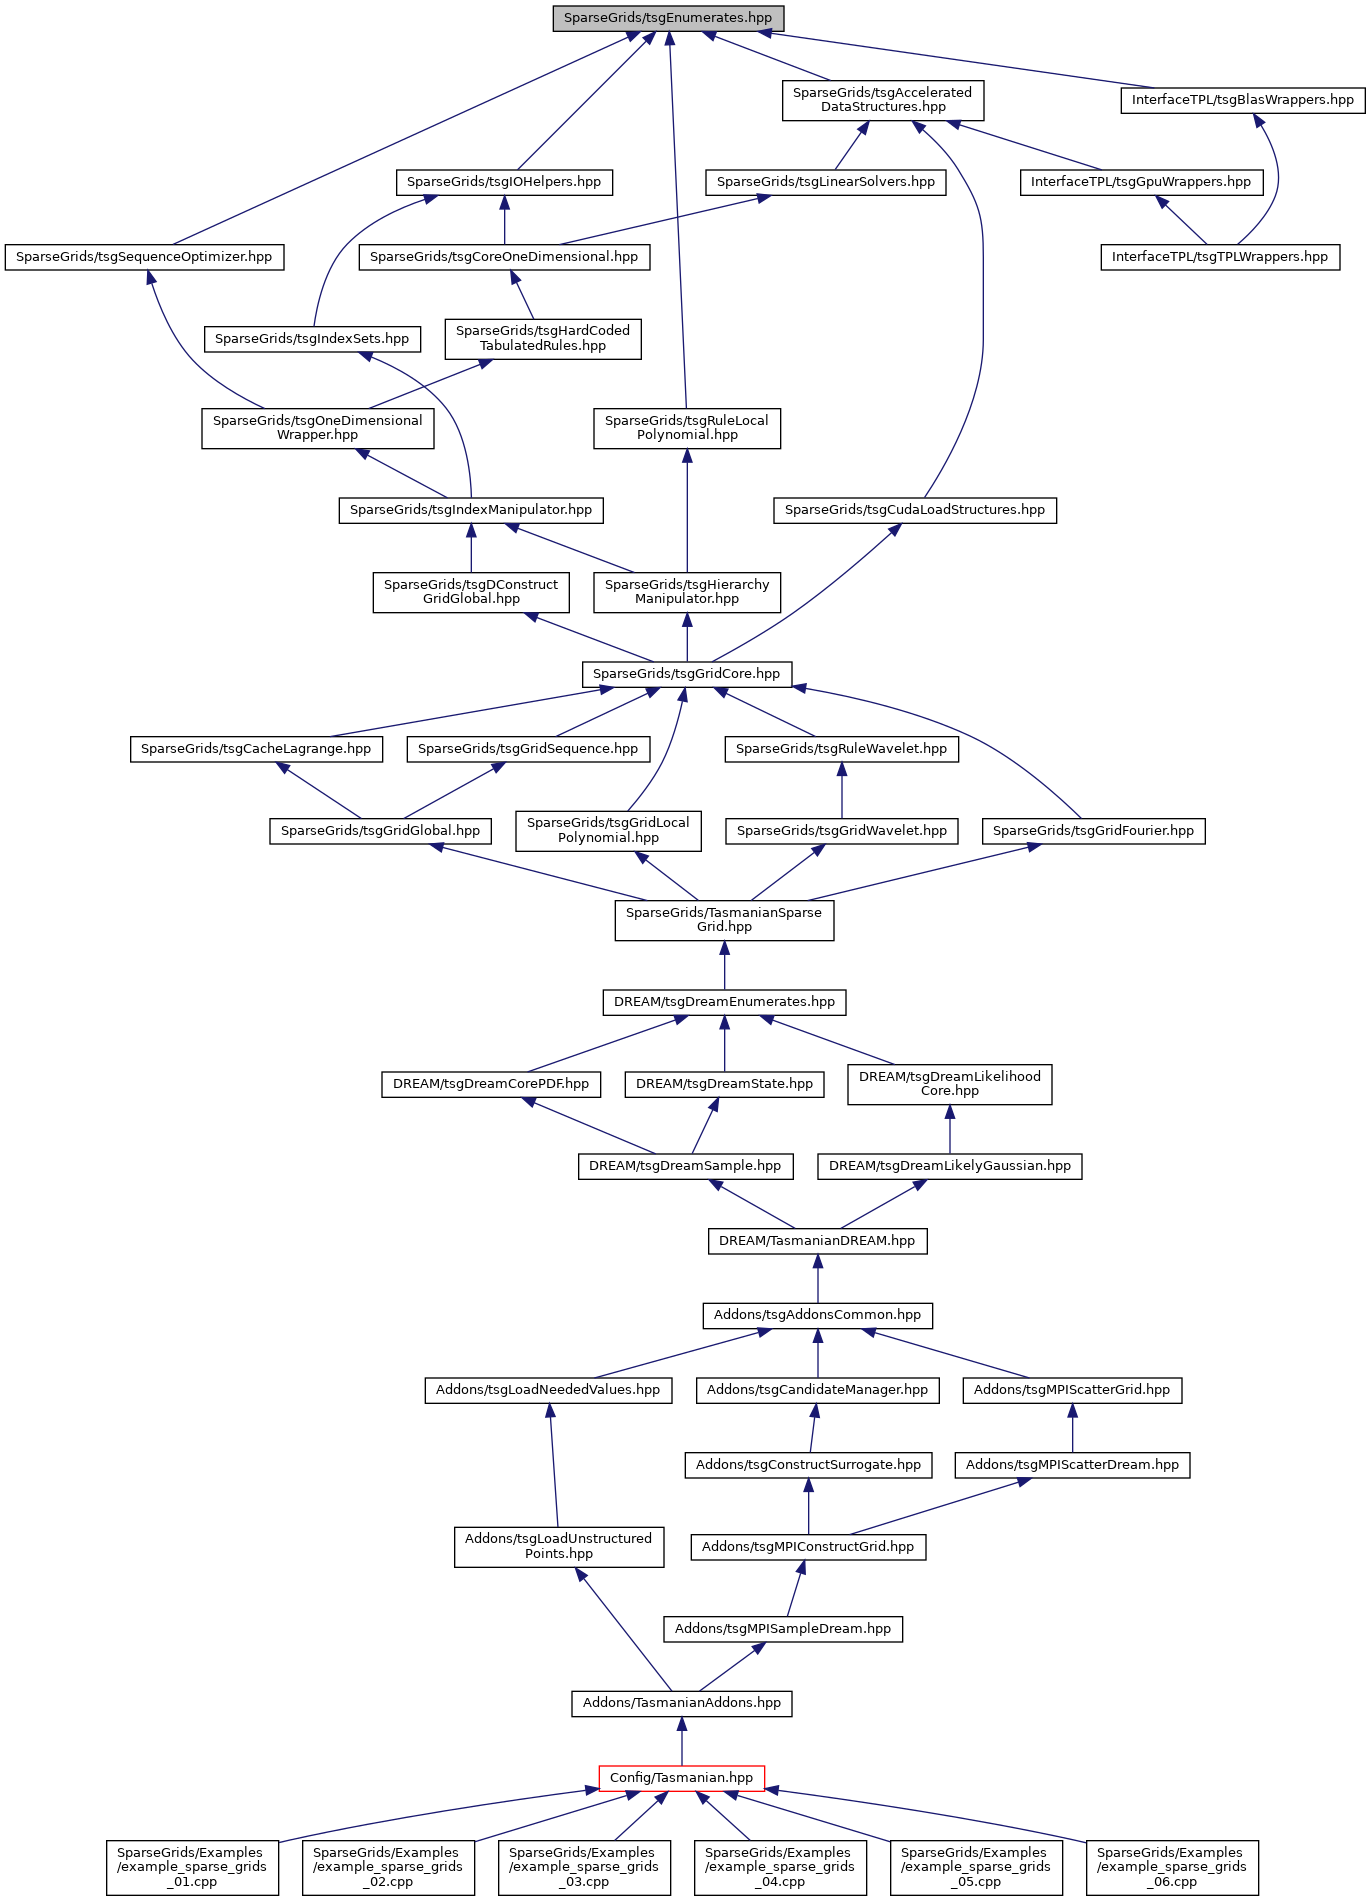 SparseGrids/tsgEnumerates.hpp
SparseGrids/tsgAccelerated
DataStructures.hpp
InterfaceTPL/tsgBlasWrappers.hpp
SparseGrids/tsgIOHelpers.hpp
SparseGrids/tsgLinearSolvers.hpp
InterfaceTPL/tsgGpuWrappers.hpp
SparseGrids/tsgSequenceOptimizer.hpp
SparseGrids/tsgCoreOneDimensional.hpp
InterfaceTPL/tsgTPLWrappers.hpp
SparseGrids/tsgIndexSets.hpp
SparseGrids/tsgHardCoded
TabulatedRules.hpp
SparseGrids/tsgOneDimensional
Wrapper.hpp
SparseGrids/tsgRuleLocal
Polynomial.hpp
SparseGrids/tsgIndexManipulator.hpp
SparseGrids/tsgCudaLoadStructures.hpp
SparseGrids/tsgDConstruct
GridGlobal.hpp
SparseGrids/tsgHierarchy
Manipulator.hpp
SparseGrids/tsgGridCore.hpp
SparseGrids/tsgCacheLagrange.hpp
SparseGrids/tsgGridSequence.hpp
SparseGrids/tsgRuleWavelet.hpp
SparseGrids/tsgGridGlobal.hpp
SparseGrids/tsgGridLocal
Polynomial.hpp
SparseGrids/tsgGridWavelet.hpp
SparseGrids/tsgGridFourier.hpp
SparseGrids/TasmanianSparse
Grid.hpp
DREAM/tsgDreamEnumerates.hpp
DREAM/tsgDreamCorePDF.hpp
DREAM/tsgDreamState.hpp
DREAM/tsgDreamLikelihood
Core.hpp
DREAM/tsgDreamSample.hpp
DREAM/tsgDreamLikelyGaussian.hpp
DREAM/TasmanianDREAM.hpp
Addons/tsgAddonsCommon.hpp
Addons/tsgLoadNeededValues.hpp
Addons/tsgCandidateManager.hpp
Addons/tsgMPIScatterGrid.hpp
Addons/tsgConstructSurrogate.hpp
Addons/tsgMPIScatterDream.hpp
Addons/tsgLoadUnstructured
Points.hpp
Addons/tsgMPIConstructGrid.hpp
Addons/tsgMPISampleDream.hpp
Addons/TasmanianAddons.hpp
Config/Tasmanian.hpp
SparseGrids/Examples
/example_sparse_grids
_01.cpp
SparseGrids/Examples
/example_sparse_grids
_02.cpp
SparseGrids/Examples
/example_sparse_grids
_03.cpp
SparseGrids/Examples
/example_sparse_grids
_04.cpp
SparseGrids/Examples
/example_sparse_grids
_05.cpp
SparseGrids/Examples
/example_sparse_grids
_06.cpp